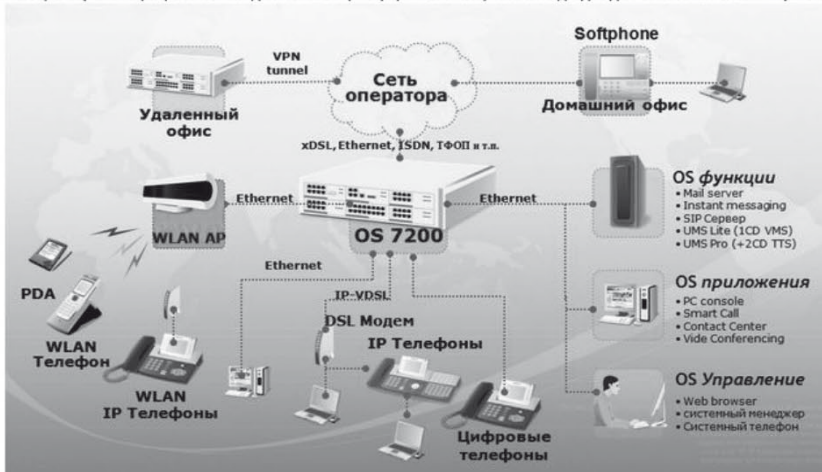 Softphone
VPN
tunnel
Сеть
оператора
Удаленный
офис
Домашний офис
xDSL, Ethernet, ISDN, ТФОП и т.п.
OS функции
• Mail server
• Instant messaging
• SIP Сервер
• UMS Lite (1CD VMS)
• UMS Pro (+2CD TTS)
Ethernet
Ethernet
WLAN AP
OS 7200
Ethernet
PDA
IP-VDSL
OS приложения
• PC console
• Smart Call
• Contact Center
• Vide Conferencing
DSL Модем
IP Телефоны
WLAN
Телефон
WLAN
IP Телефоны
OS Управление
• Web browser
• системный менеджер
• Системный телефон
Цифровые
телефоны